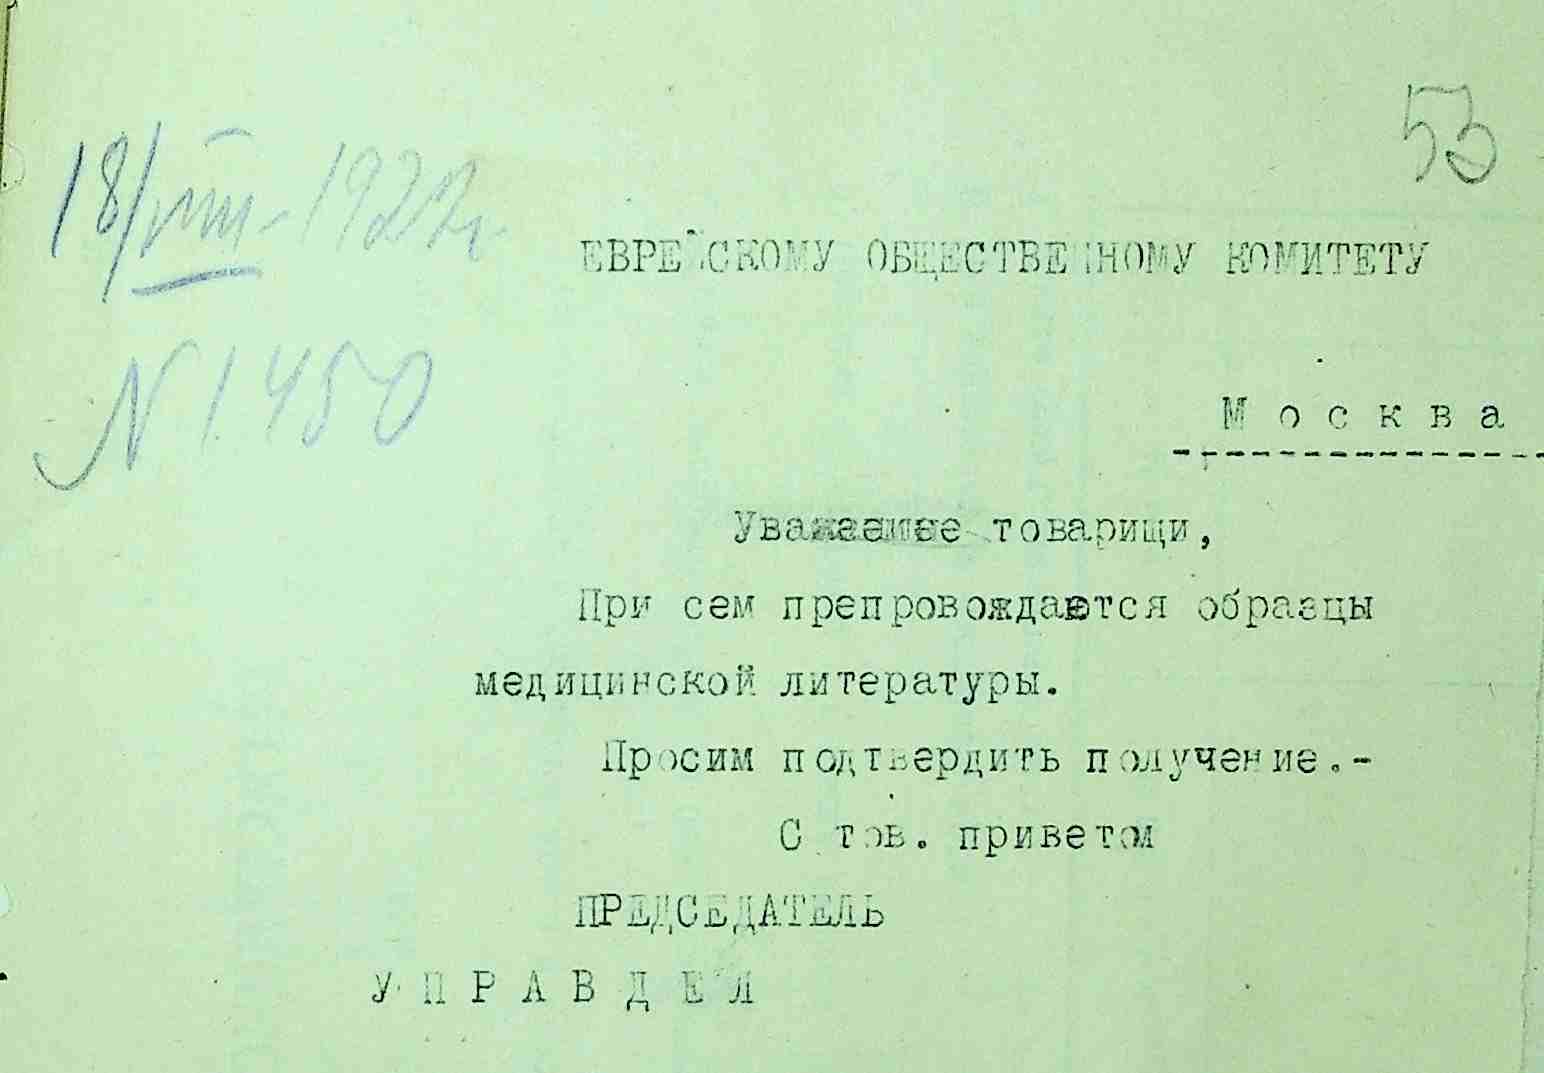 53
18/VIII - 1922 г.
ЕВРЕЙСКОМУ ОБЩЕСТВЕННОМУ КОМИТЕТУ
N 1450
Москва
Уважаемые товарищи,
При сем препровождаются образцы
медицинской литературы.
Просим подтвердить получение.-
С тов. приветом
ПРЕДСЕДАТЕЛЬ
УПРАВДЕЛ